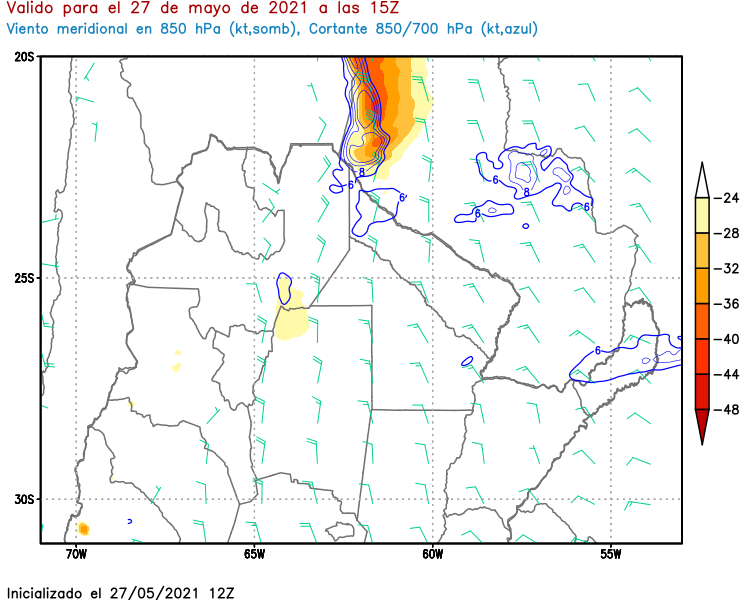 Valido para el 27 de mayo de 2021 a las 15Z
Viento meridional en 850 hPa (kt,somb), Cortante 850/700 hPa (kt,azul)
20S
8
6
6
6
8
6
6
−24
−28
25S
−32
−36
−40
6
−44
−48
30S
70W 65W 60W 55W
Inicializado el 27/05/2021 12Z